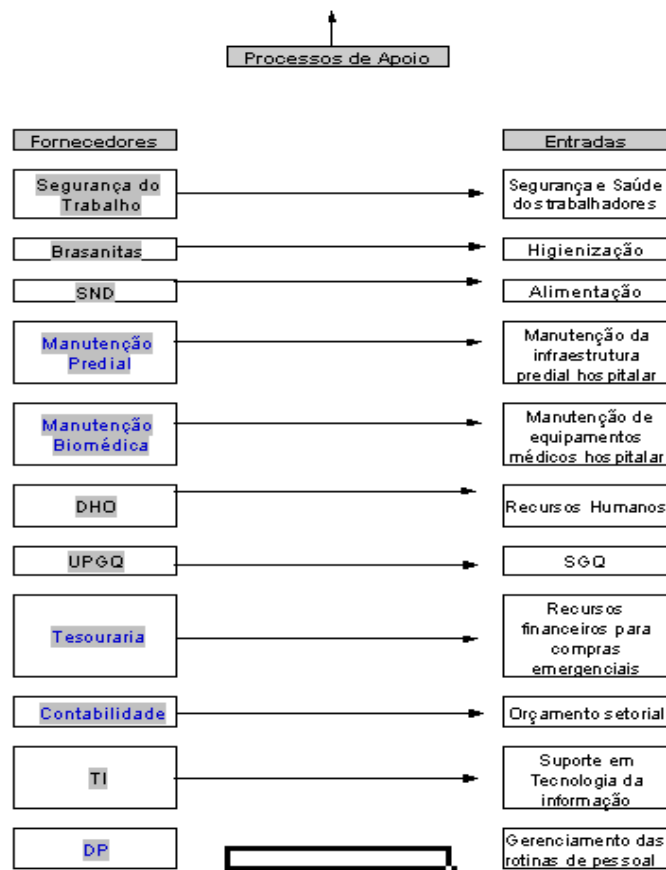 Processos de Apoio
Fornecedores
Entradas
Segurança do
Trabalho
Segurança e Saúde
dos trabalhadores
Brasanitas
Higienização
SND
Alimentação
Manutenção
Predial
Manutenção da
infraestrutura
predial hospitalar
Manutenção
Biomédica
Manutenção de
equipamentos
médicos hospitalar
DHO
Recursos Humanos
UPGQ
SGQ
Tesouraria
Recursos
financeiros para
compras
emergenciais
Contabilidade
Orçamento setorial
TI
Suporte em
Tecnologia da
informação
DP
Gerenciamento das
rotinas de pessoal